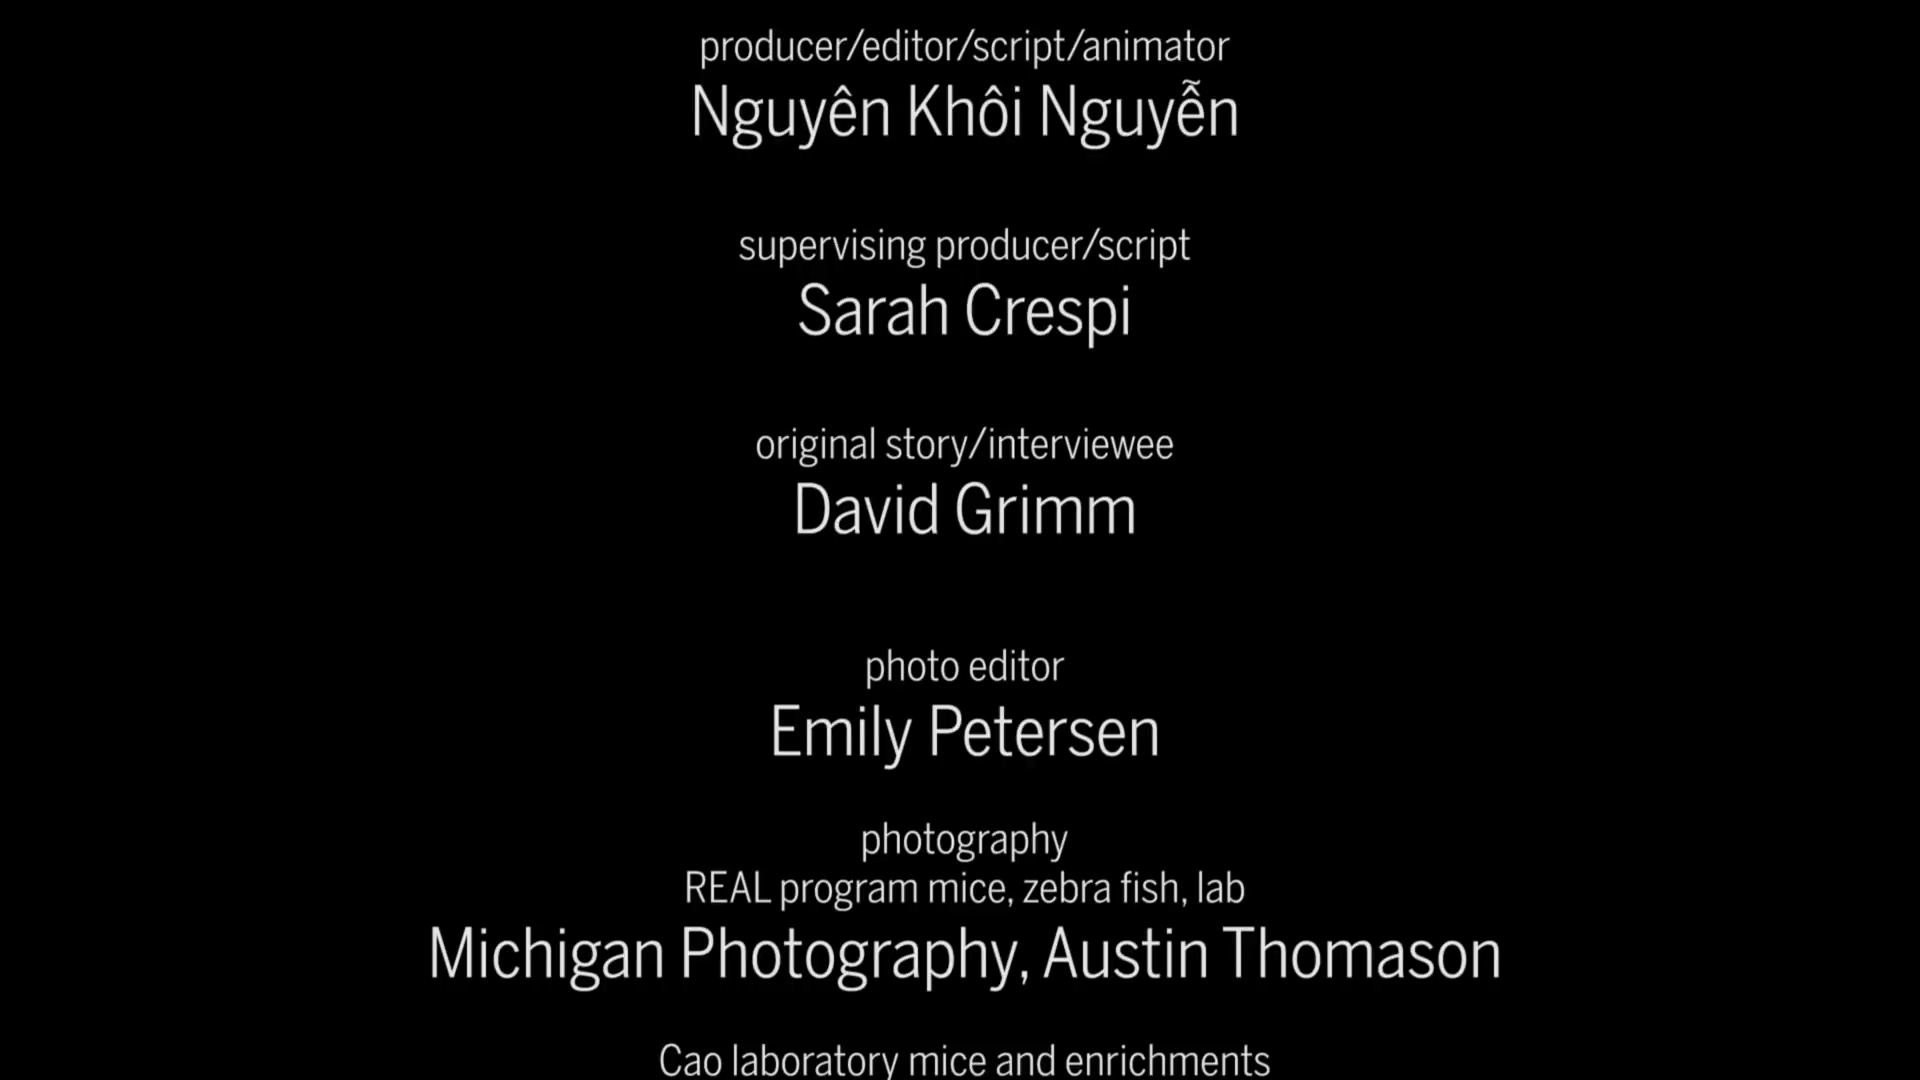 producer/editor/script/animator
Nguyên Khôi Nguyễn
supervising producer/script
Sarah Crespi
original story/interviewee
David Grimm
photo editor
Emily Petersen
photography
REAL program mice, zebra fish, lab
Michigan Photography, Austin Thomason
Cao laboratory mice and enrichments